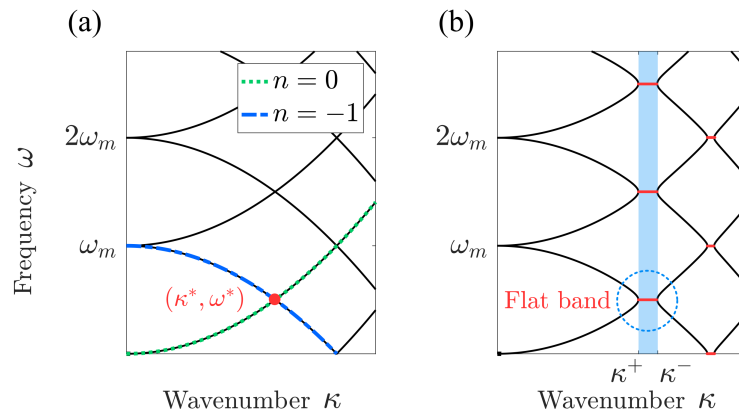 (a)
n = 0
n = −1
2ω_m
ω_m
(κ*, ω*)
Frequency ω
Wavenumber κ
(b)
2ω_m
ω_m
Flat band
κ⁺ κ⁻
Wavenumber κ